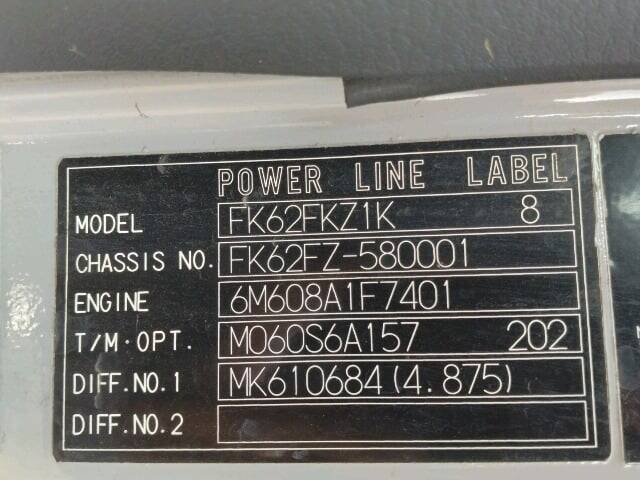 POWER LINE LABEL
MODEL FK62FKZ1K 8
CHASSIS NO. FK62FZ-580001
ENGINE 6M608A1F7401
T/M·OPT. M060S6A157 202
DIFF.NO.1 MK610684(4.875)
DIFF.NO.2